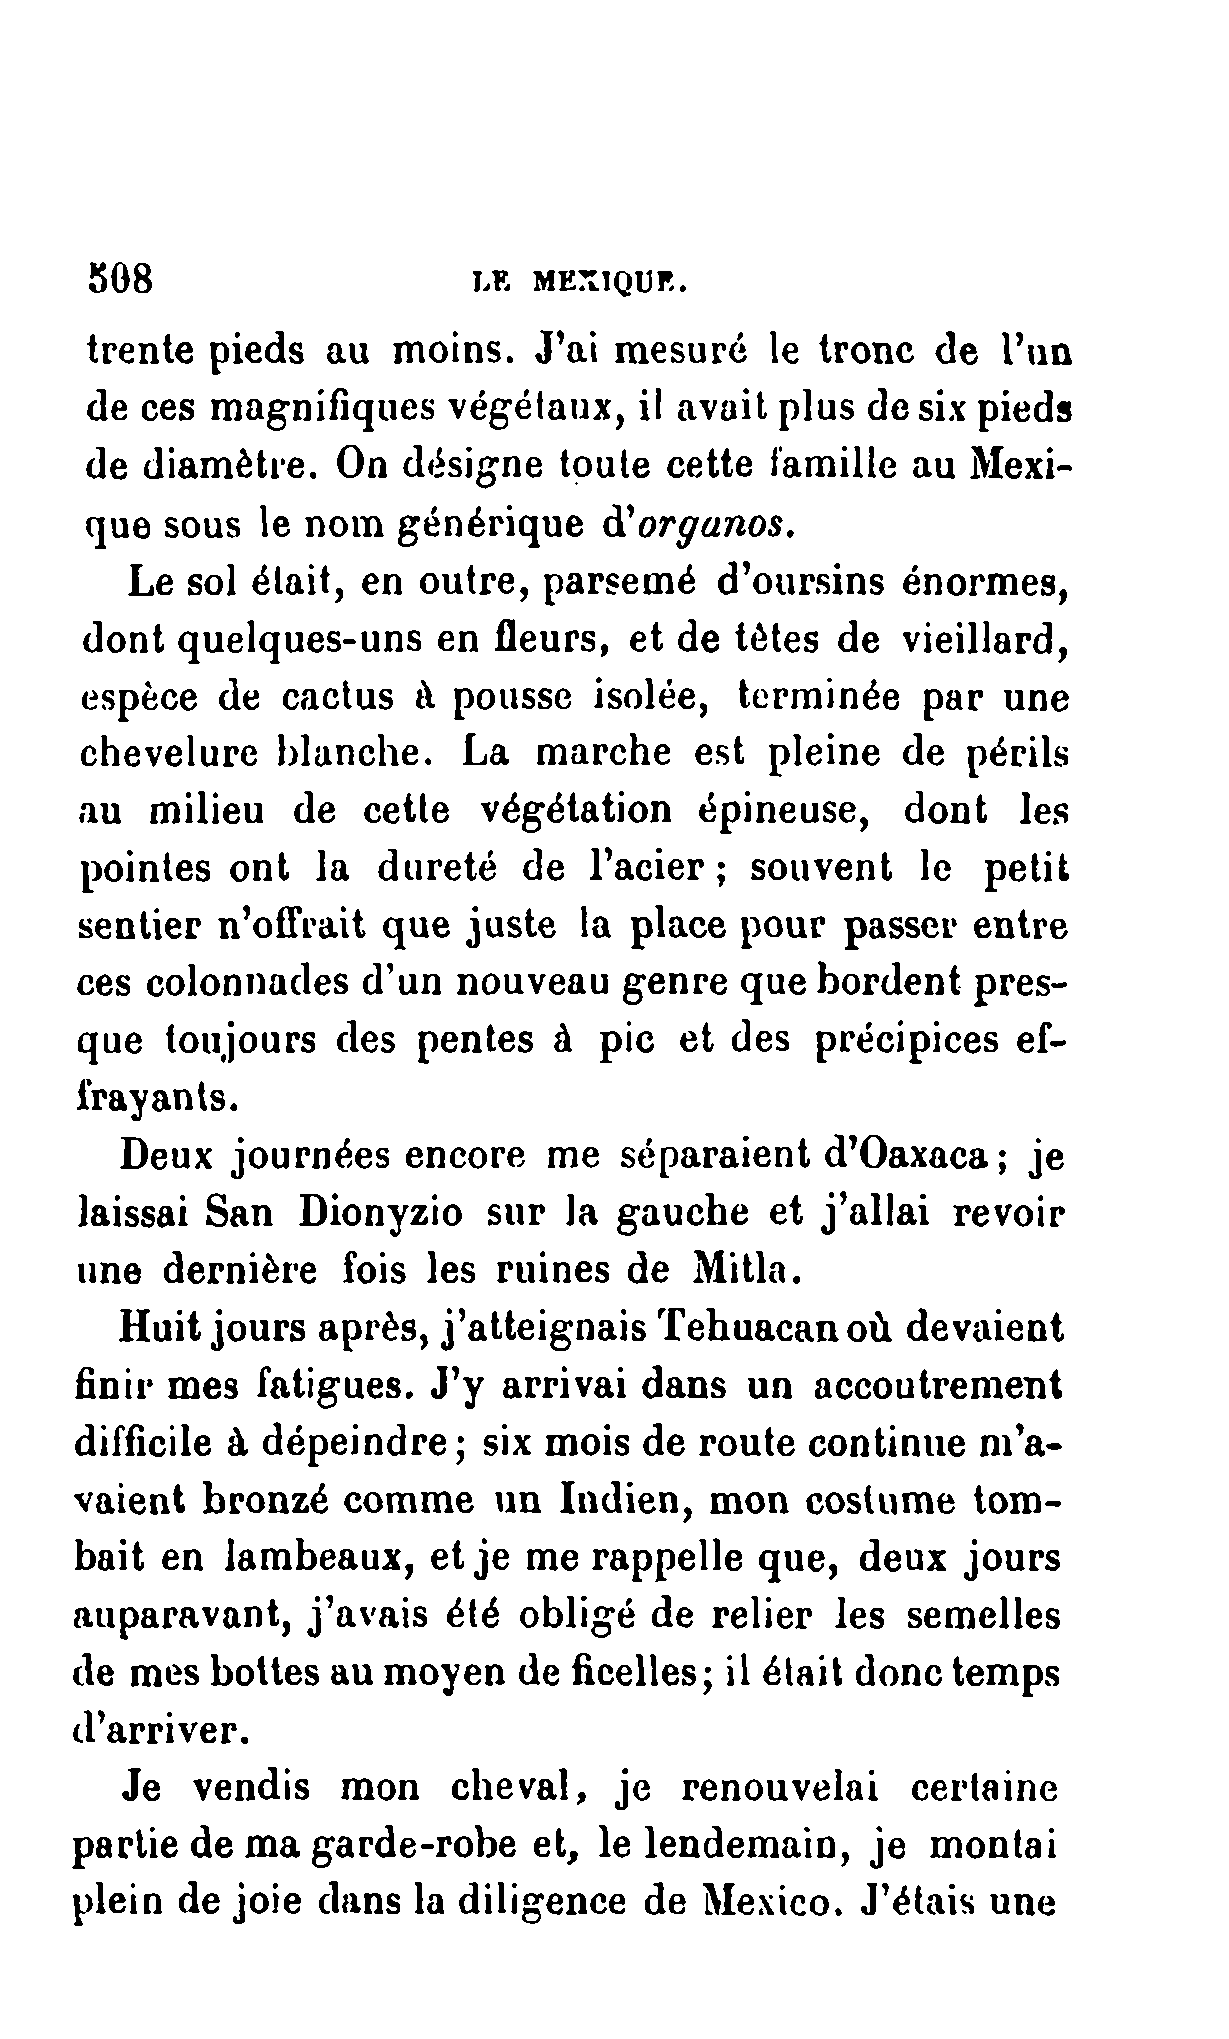 508 LE MEXIQUE.
trente pieds au moins. J'ai mesuré le tronc de l'un
de ces magnifiques végétaux, il avait plus de six pieds
de diamètre. On désigne toute cette famille au Mexi-
que sous le nom générique d'organos.
Le sol était, en outre, parsemé d'oursins énormes,
dont quelques-uns en fleurs, et de têtes de vieillard,
espèce de cactus à pousse isolée, terminée par une
chevelure blanche. La marche est pleine de périls
au milieu de cette végétation épineuse, dont les
pointes ont la dureté de l'acier ; souvent le petit
sentier n'offrait que juste la place pour passer entre
ces colonnades d'un nouveau genre que bordent pres-
que toujours des pentes à pic et des précipices ef-
frayants.
Deux journées encore me séparaient d'Oaxaca ; je
laissai San Dionyzio sur la gauche et j'allai revoir
une dernière fois les ruines de Mitla.
Huit jours après, j'atteignais Tehuacan où devaient
finir mes fatigues. J'y arrivai dans un accoutrement
difficile à dépeindre ; six mois de route continue m'a-
vaient bronzé comme un Indien, mon costume tom-
bait en lambeaux, et je me rappelle que, deux jours
auparavant, j'avais été obligé de relier les semelles
de mes bottes au moyen de ficelles ; il était donc temps
d'arriver.
Je vendis mon cheval, je renouvelai certaine
partie de ma garde-robe et, le lendemain, je montai
plein de joie dans la diligence de Mexico. J'étais une